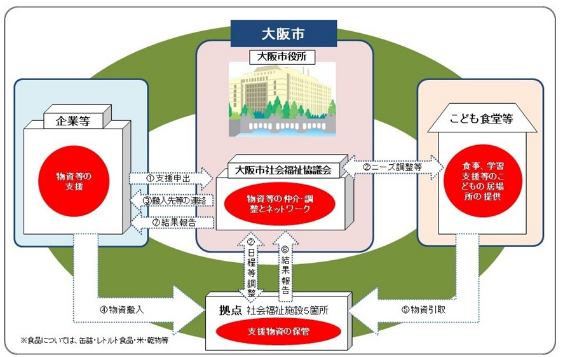 大阪市
大阪市役所
企業等
物資等の
支援
こども食堂等
食事、学習
支援等のこ
どもの居場
所の提供
大阪市社会福祉協議会
物資等の仲介・調
整とネットワーク
①支援申出
③搬入先等の連絡
⑦結果報告
②ニーズ調整等
②日程等調整
⑥結果報告
④物資搬入
⑤物資引取
拠点 社会福祉施設5箇所
支援物資の保管
※食品については、缶詰・レトルト食品・米・乾物等